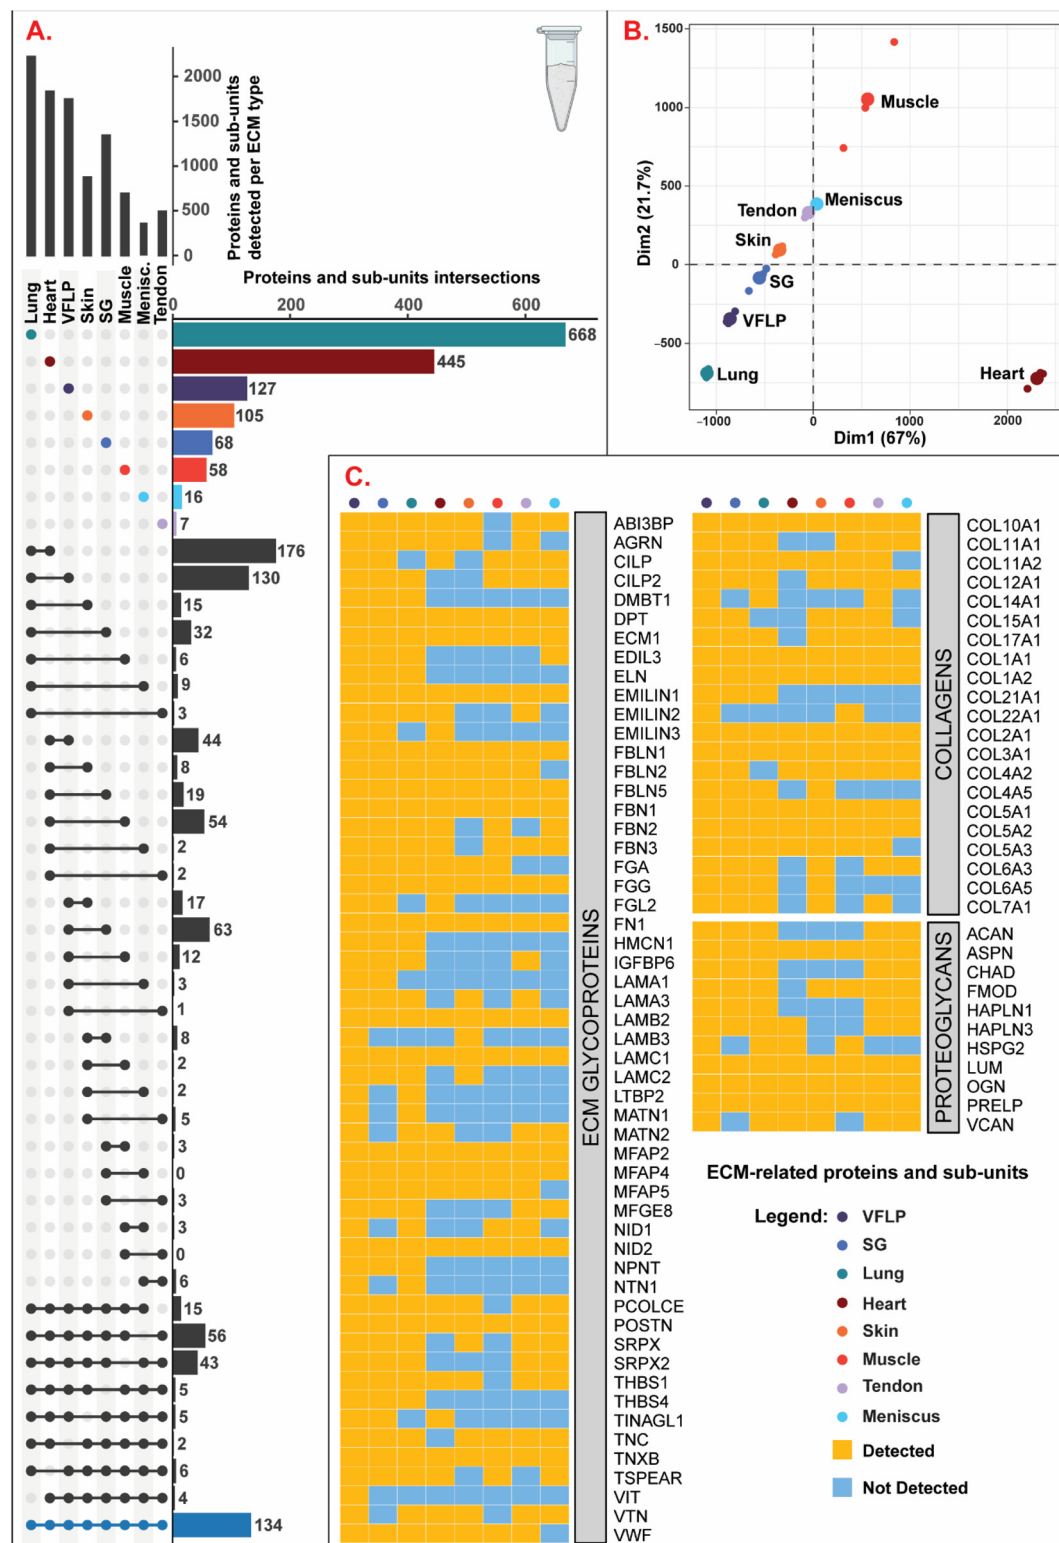 A.
2000
1500
1000
500
0
Proteins and sub-units
detected per ECM type
Proteins and sub-units intersections
Lung
Heart
VFLP
Skin
SG
Muscle
Menisc.
Tendon
0
200
400
600
668
445
127
105
68
58
16
7
176
130
15
32
6
9
3
44
8
19
54
2
2
17
63
12
3
1
8
2
2
5
3
0
3
3
0
6
15
56
43
5
5
2
6
4
134
B.
1500
1000
500
0
−500
Dim2 (21.7%)
Muscle
Meniscus
Tendon
Skin
SG
VFLP
Lung
Heart
−1000
0
1000
2000
Dim1 (67%)
C.
ABI3BP
AGRN
CILP
CILP2
DMBT1
DPT
ECM1
EDIL3
ELN
EMILIN1
EMILIN2
EMILIN3
FBLN1
FBLN2
FBLN5
FBN1
FBN2
FBN3
FGA
FGG
FGL2
FN1
HMCN1
IGFBP6
LAMA1
LAMA3
LAMB2
LAMB3
LAMC1
LAMC2
LTBP2
MATN1
MATN2
MFAP2
MFAP4
MFAP5
MFGE8
NID1
NID2
NPNT
NTN1
PCOLCE
POSTN
SRPX
SRPX2
THBS1
THBS4
TINAGL1
TNC
TNXB
TSPEAR
VIT
VTN
VWF
ECM GLYCOPROTEINS
COL10A1
COL11A1
COL11A2
COL12A1
COL14A1
COL15A1
COL17A1
COL1A1
COL1A2
COL21A1
COL22A1
COL2A1
COL3A1
COL4A2
COL4A5
COL5A1
COL5A2
COL5A3
COL6A3
COL6A5
COL7A1
COLLAGENS
ACAN
ASPN
CHAD
FMOD
HAPLN1
HAPLN3
HSPG2
LUM
OGN
PRELP
VCAN
PROTEOGLYCANS
ECM-related proteins and sub-units
Legend:
VFLP
SG
Lung
Heart
Skin
Muscle
Tendon
Meniscus
Detected
Not Detected